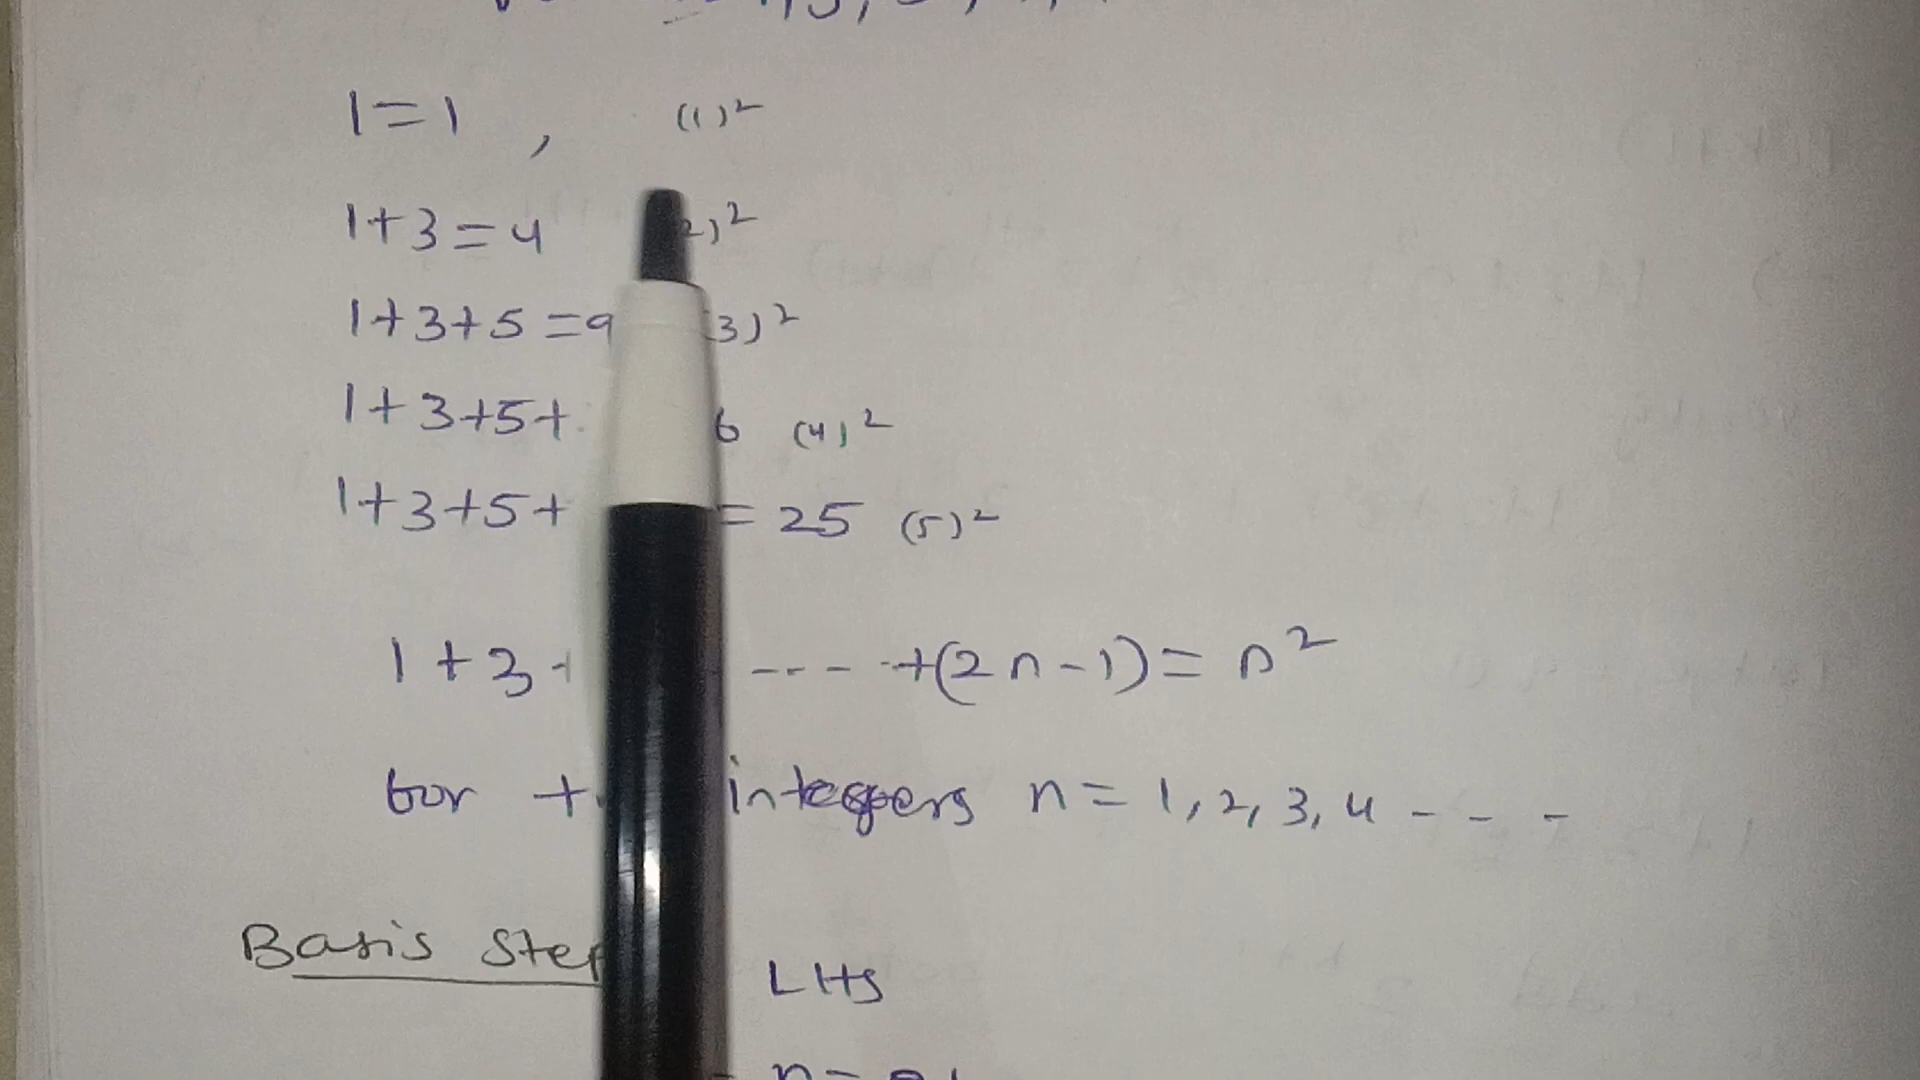 1=1 , (1)²
1+3=4 2)²
1+3+5=9 (3)²
1+3+5+ 6 (4)²
1+3+5+ = 25 (5)²
1+3+ ---- +(2n-1)= n²
for + integers n= 1,2,3,4 - - -
Basis Step
LHS